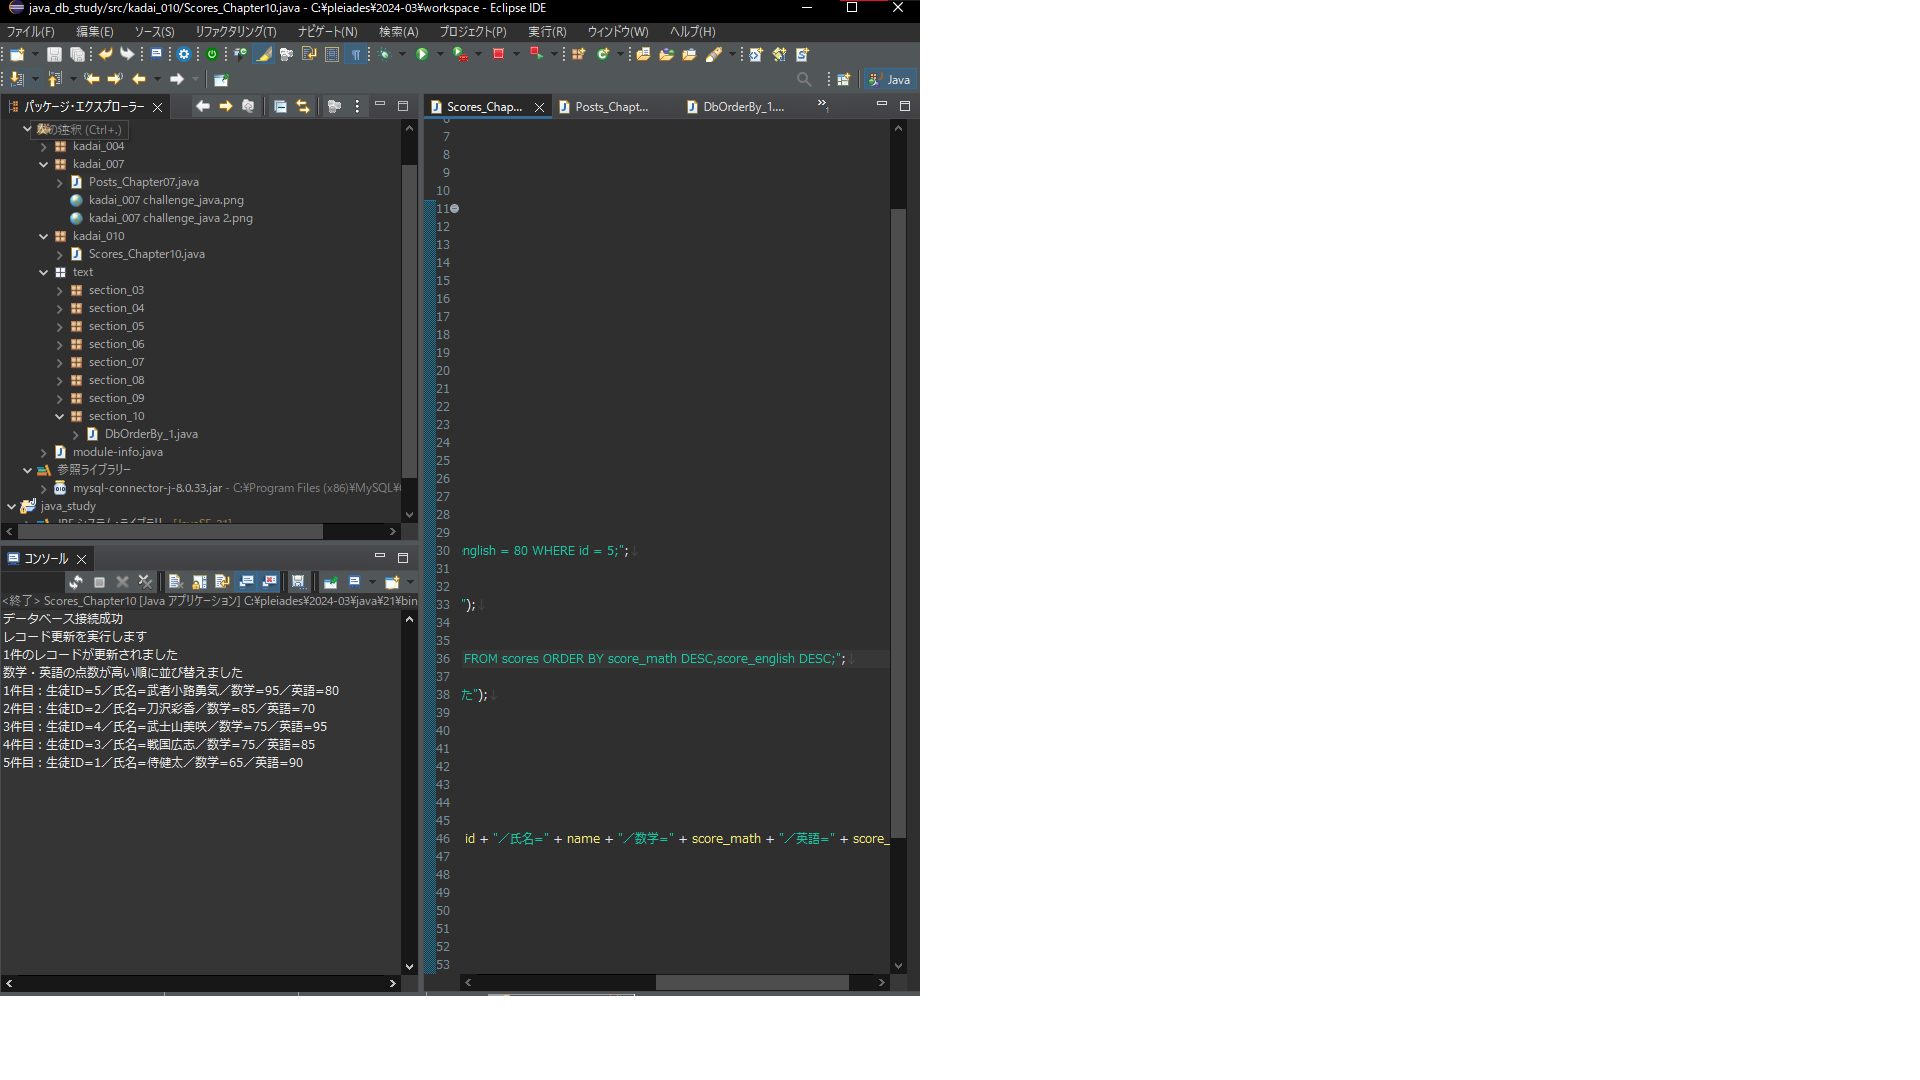 java_db_study/src/kadai_010/Scores_Chapter10.java - C:¥pleiades¥2024-03¥workspace - Eclipse IDE
ファイル(F) 編集(E) ソース(S) リファクタリング(T) ナビゲート(N) 検索(A) プロジェクト(P) 実行(R) ウィンドウ(W) ヘルプ(H)
Java
パッケージ・エクスプローラー
の注釈 (Ctrl+.)
kadai_004
kadai_007
Posts_Chapter07.java
kadai_007 challenge_java.png
kadai_007 challenge_java 2.png
kadai_010
Scores_Chapter10.java
text
section_03
section_04
section_05
section_06
section_07
section_08
section_09
section_10
DbOrderBy_1.java
module-info.java
参照ライブラリー
mysql-connector-j-8.0.33.jar - C:¥Program Files (x86)¥MySQL¥
java_study
JRE システム・ライブラリー [JavaSE-21]
コンソール
<終了> Scores_Chapter10 [Java アプリケーション] C:¥pleiades¥2024-03¥java¥21¥bin
データベース接続成功
レコード更新を実行します
1件のレコードが更新されました
数学・英語の点数が高い順に並び替えました
1件目：生徒ID=5／氏名=武者小路勇気／数学=95／英語=80
2件目：生徒ID=2／氏名=刀沢彩香／数学=85／英語=70
3件目：生徒ID=4／氏名=武士山美咲／数学=75／英語=95
4件目：生徒ID=3／氏名=戦国広志／数学=75／英語=85
5件目：生徒ID=1／氏名=侍健太／数学=65／英語=90
Scores_Chap... Posts_Chapt... DbOrderBy_1.... »1
6
7
8
9
10
11
12
13
14
15
16
17
18
19
20
21
22
23
24
25
26
27
28
29
30 nglish = 80 WHERE id = 5;";↓
31
32
33 ");↓
34
35
36 FROM scores ORDER BY score_math DESC,score_english DESC;";↓
37
38 た");↓
39
40
41
42
43
44
45
46 id + "／氏名=" + name + "／数学=" + score_math + "／英語=" + score_
47
48
49
50
51
52
53